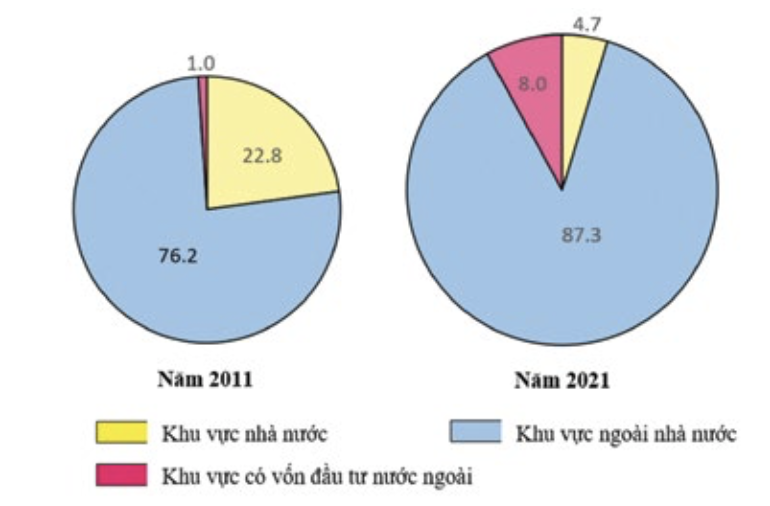 1.0
22.8
76.2
4.7
8.0
87.3
Năm 2011
Năm 2021
Khu vực nhà nước
Khu vực ngoài nhà nước
Khu vực có vốn đầu tư nước ngoài